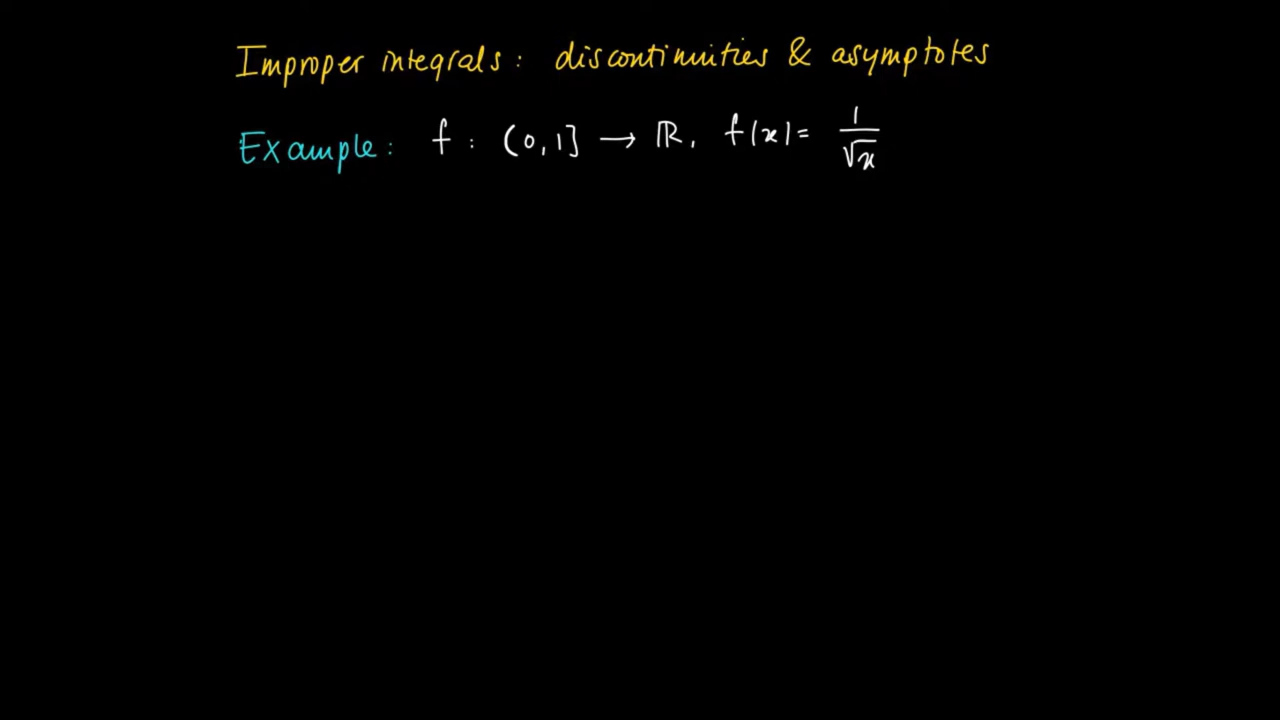 Improper integrals: discontinuities & asymptotes
Example: f : (0, 1] → ℝ, f(x) = 1/√x